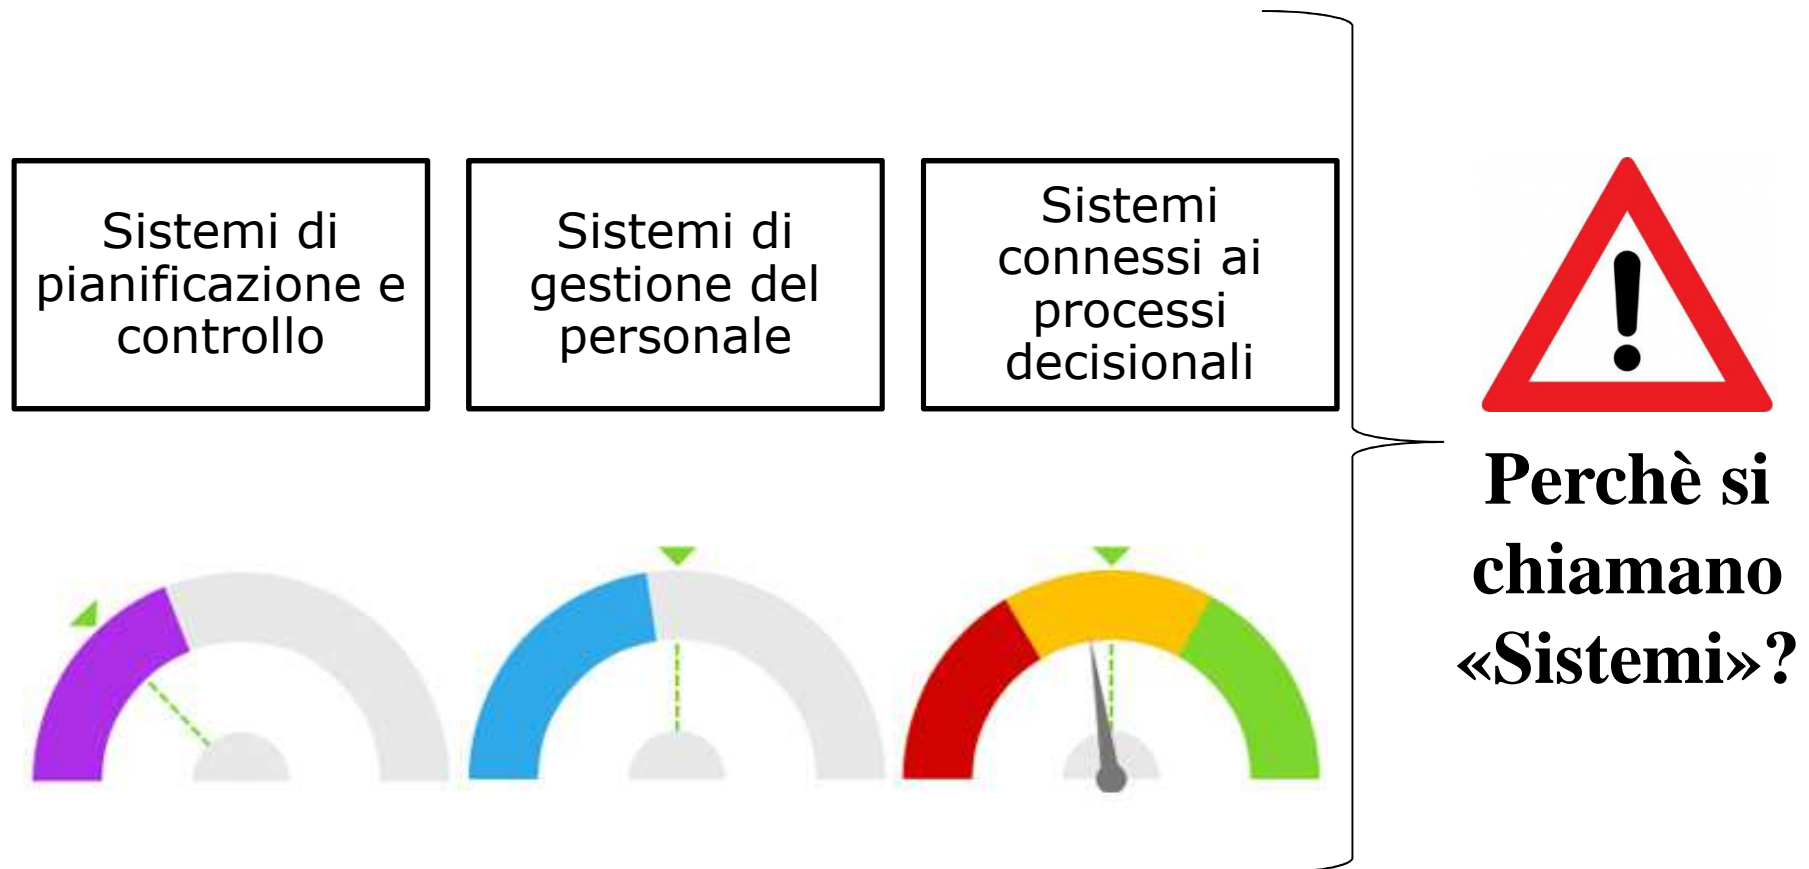 Sistemi di
pianificazione e
controllo
Sistemi di
gestione del
personale
Sistemi
connessi ai
processi
decisionali
Perchè si
chiamano
«Sistemi»?